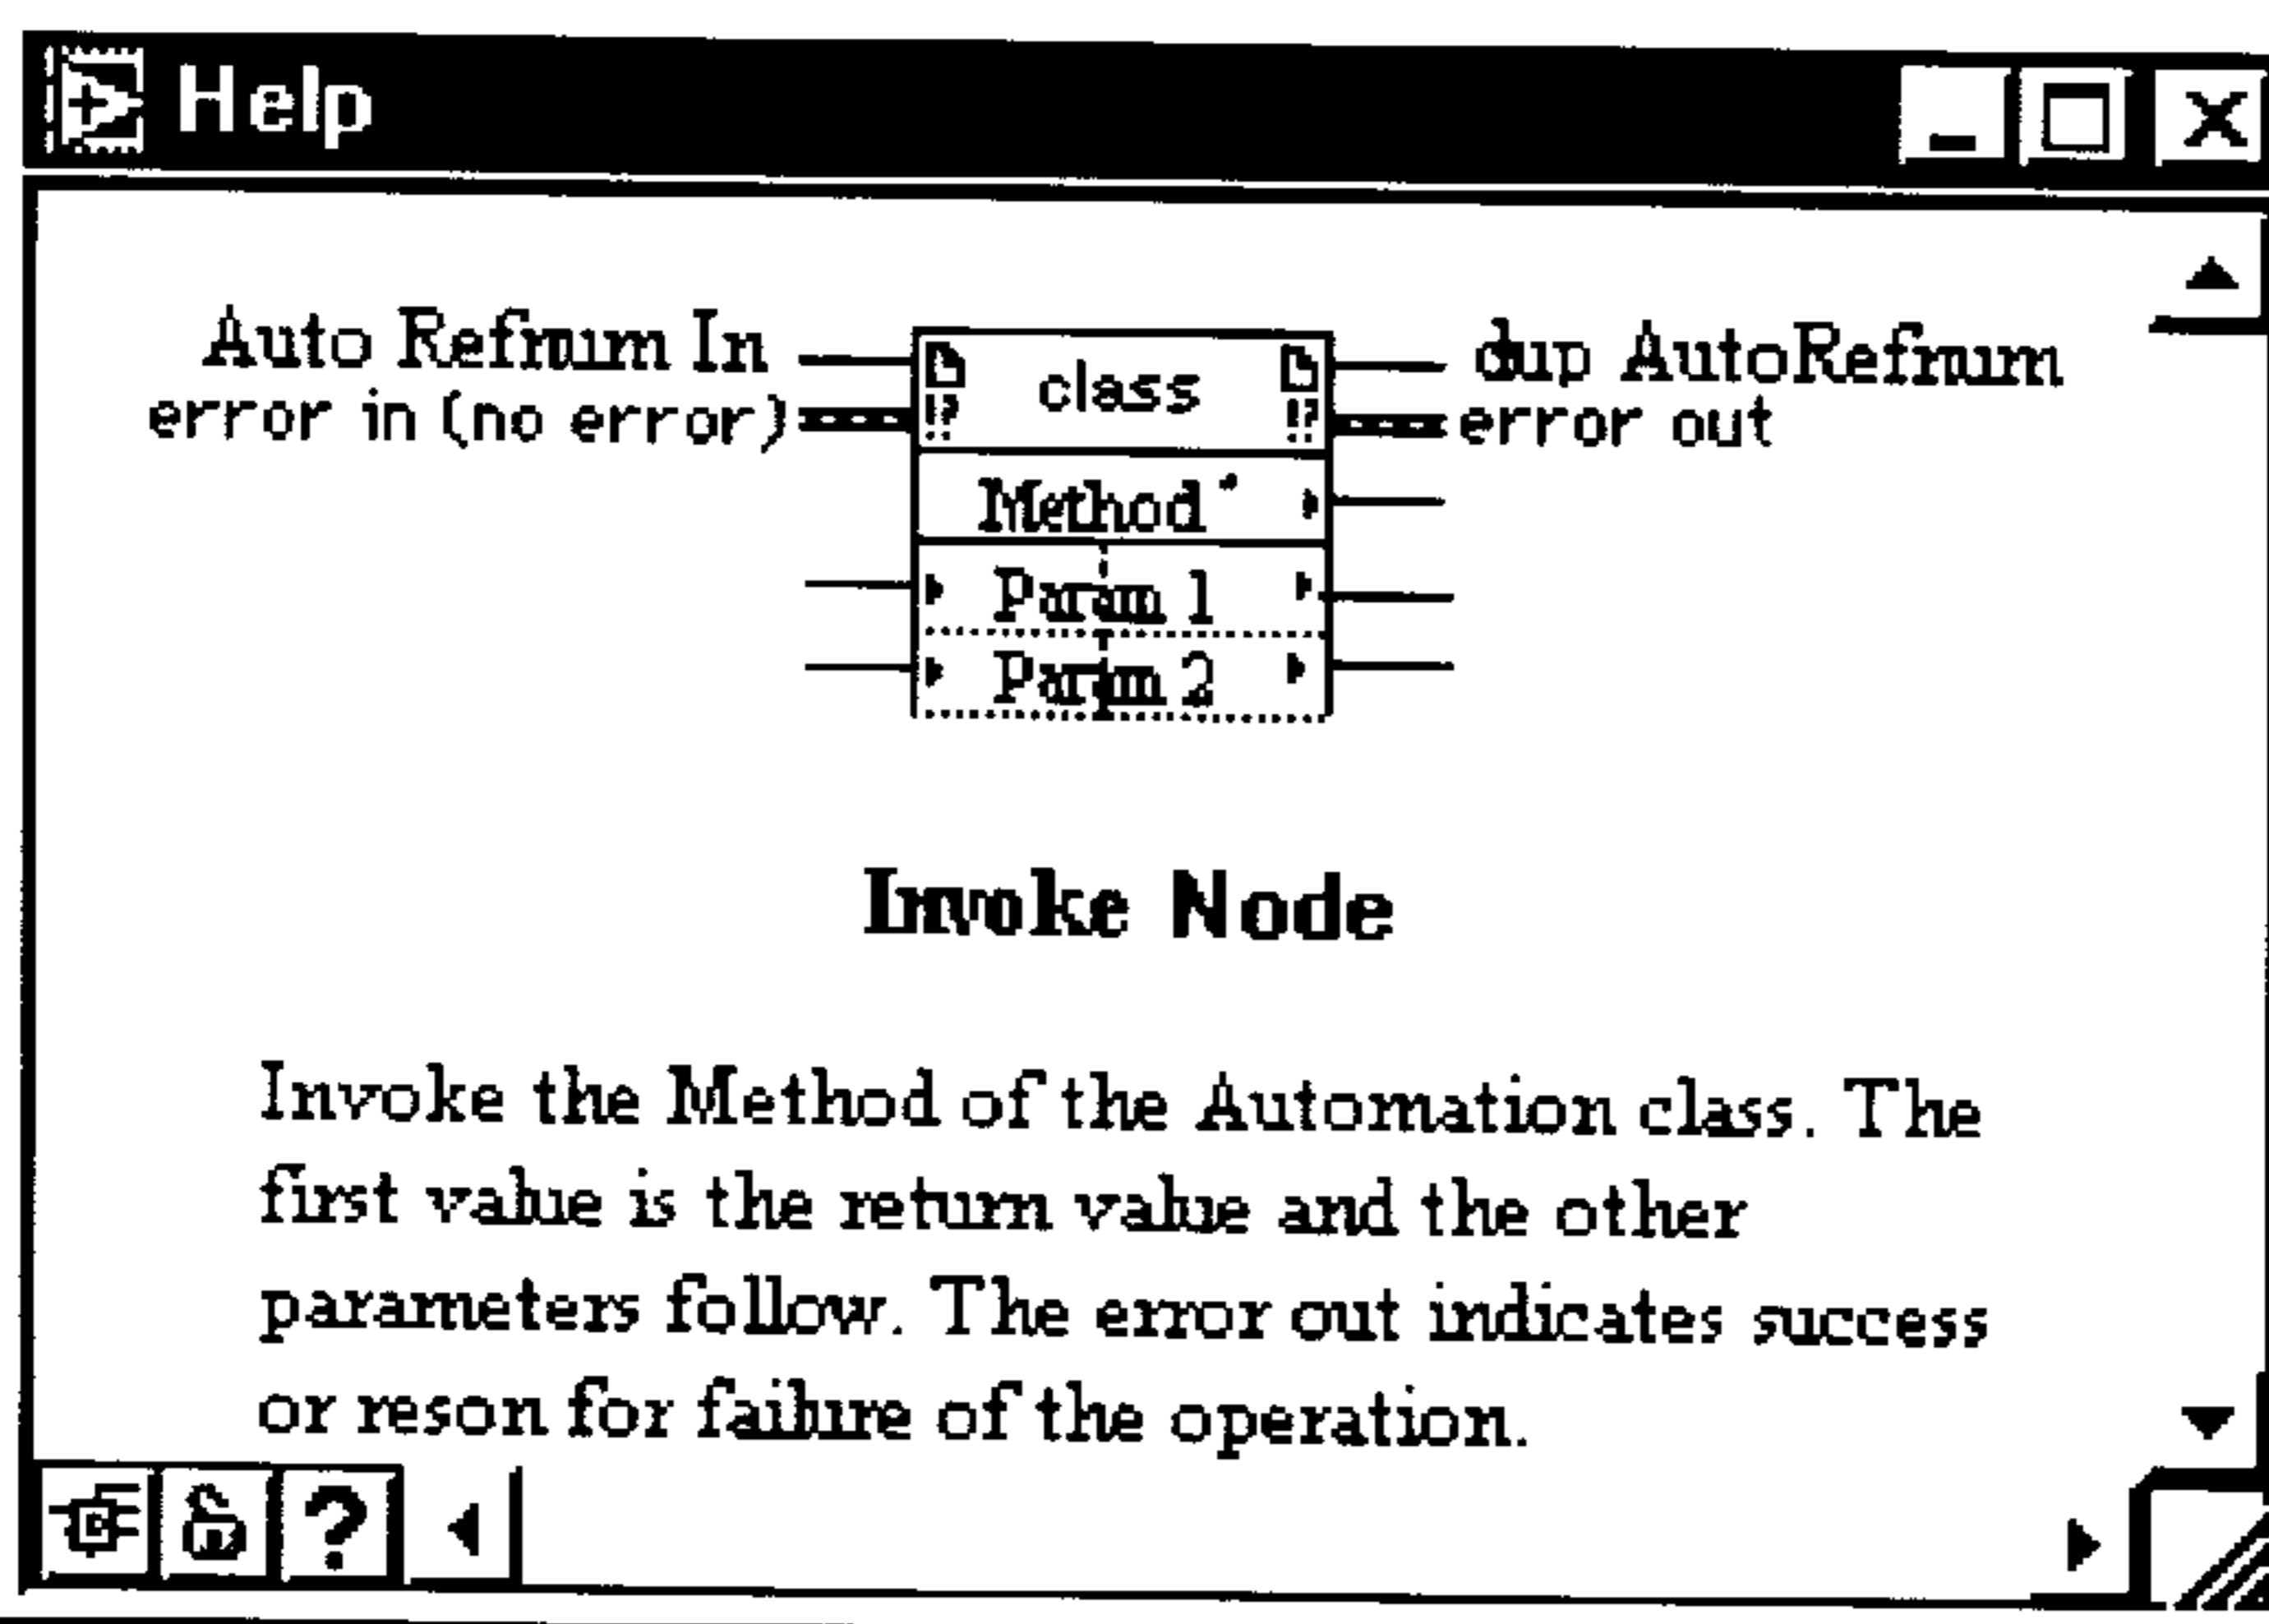 Help
Auto Refnum In
class
dup AutoRefnum
error in (no error)
error out
Method
Param 1
Param 2
Invoke Node
Invoke the Method of the Automation class. The
first value is the return value and the other
parameters follow. The error out indicates success
or reson for failure of the operation.
?